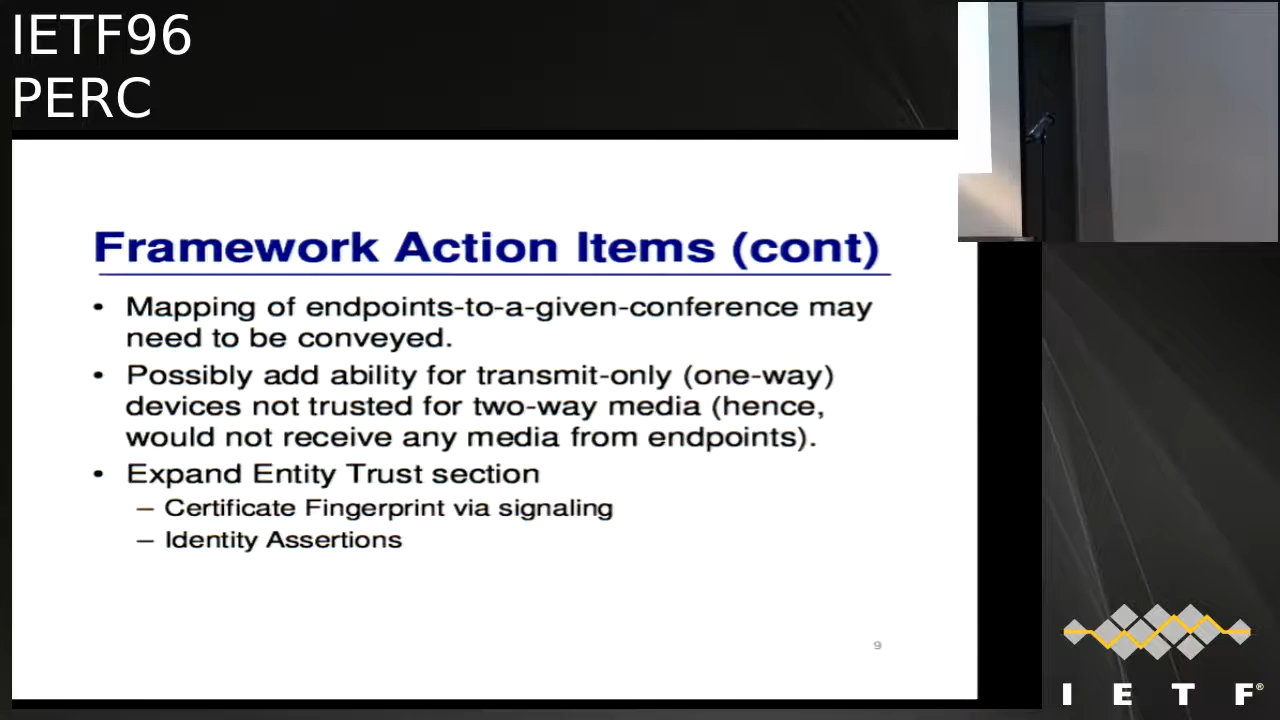 IETF96
PERC
Framework Action Items (cont)
• Mapping of endpoints-to-a-given-conference may
need to be conveyed.
• Possibly add ability for transmit-only (one-way)
devices not trusted for two-way media (hence,
would not receive any media from endpoints).
• Expand Entity Trust section
– Certificate Fingerprint via signaling
– Identity Assertions
9
I E T F®